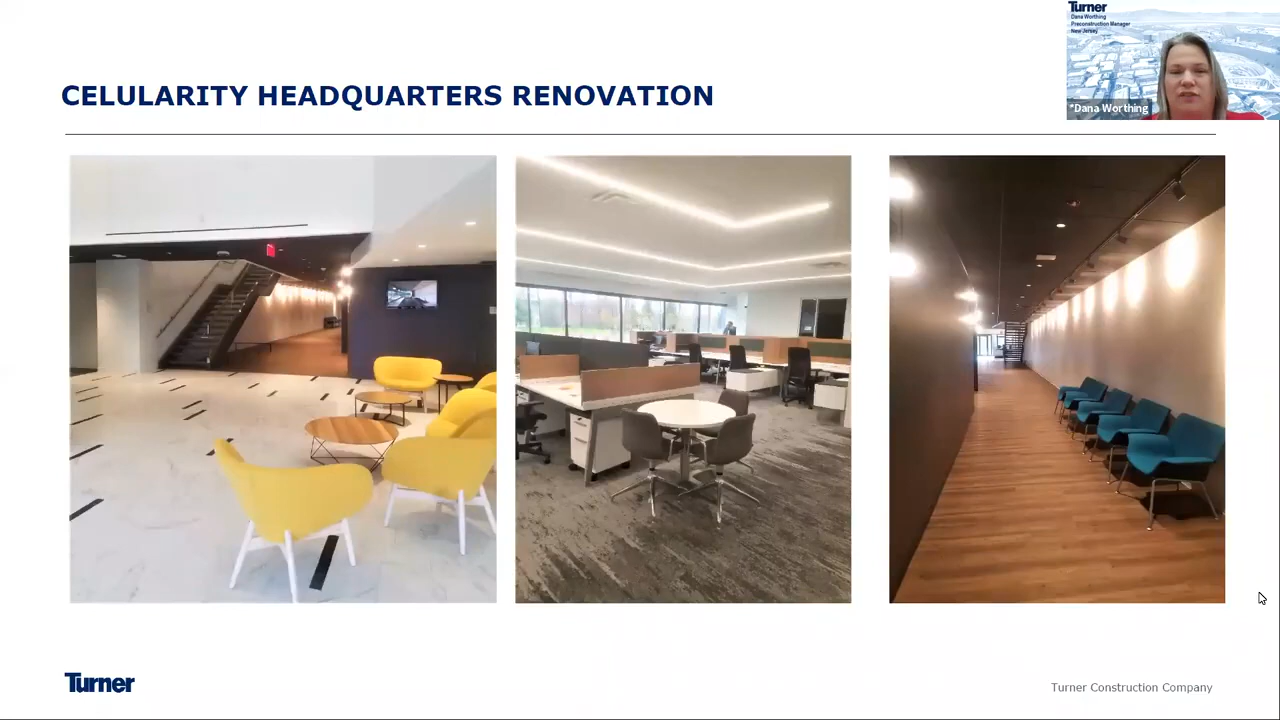 Turner
Dana Worthing
Preconstruction Manager
New Jersey
*Dana Worthing
CELULARITY HEADQUARTERS RENOVATION
Turner
Turner Construction Company